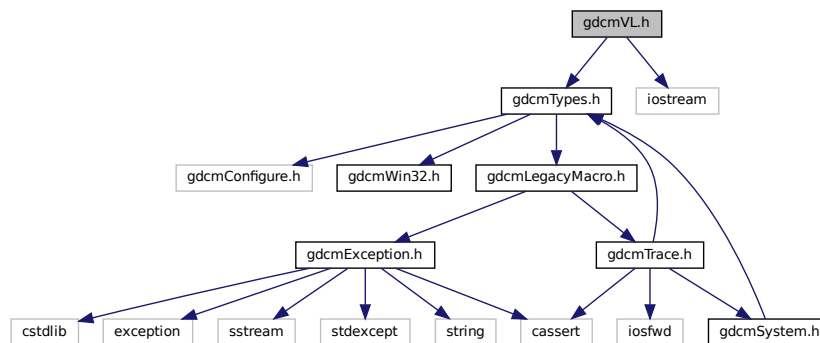 gdcmVL.h
gdcmTypes.h
iostream
gdcmConfigure.h
gdcmWin32.h
gdcmLegacyMacro.h
gdcmException.h
gdcmTrace.h
cstdlib
exception
sstream
stdexcept
string
cassert
iosfwd
gdcmSystem.h